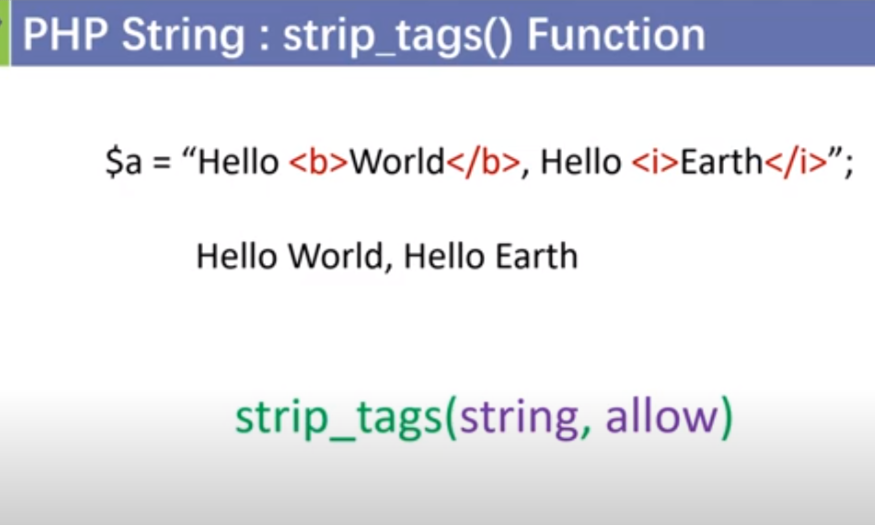 PHP String : strip_tags() Function
$a = “Hello <b>World</b>, Hello <i>Earth</i>”;
Hello World, Hello Earth
strip_tags(string, allow)